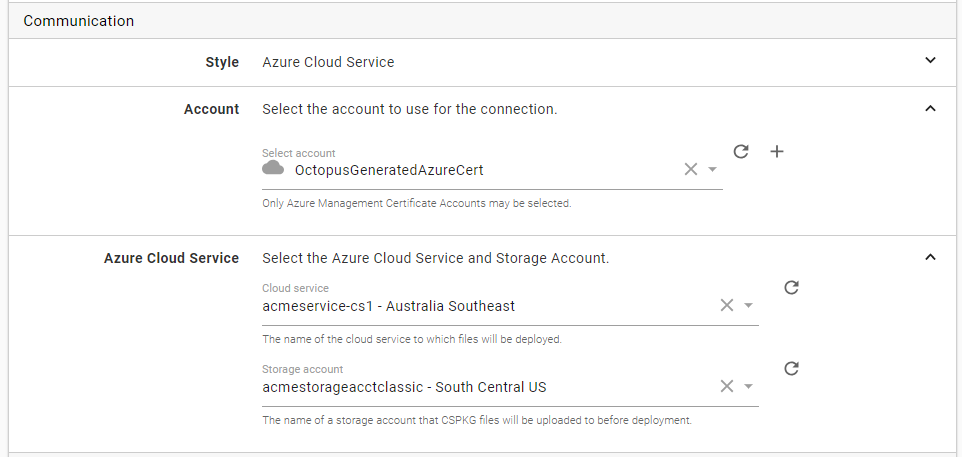 Communication
Style Azure Cloud Service
Account Select the account to use for the connection.
Select account
OctopusGeneratedAzureCert
Only Azure Management Certificate Accounts may be selected.
Azure Cloud Service Select the Azure Cloud Service and Storage Account.
Cloud service
acmeservice-cs1 - Australia Southeast
The name of the cloud service to which files will be deployed.
Storage account
acmestorageacctclassic - South Central US
The name of a storage account that CSPKG files will be uploaded to before deployment.